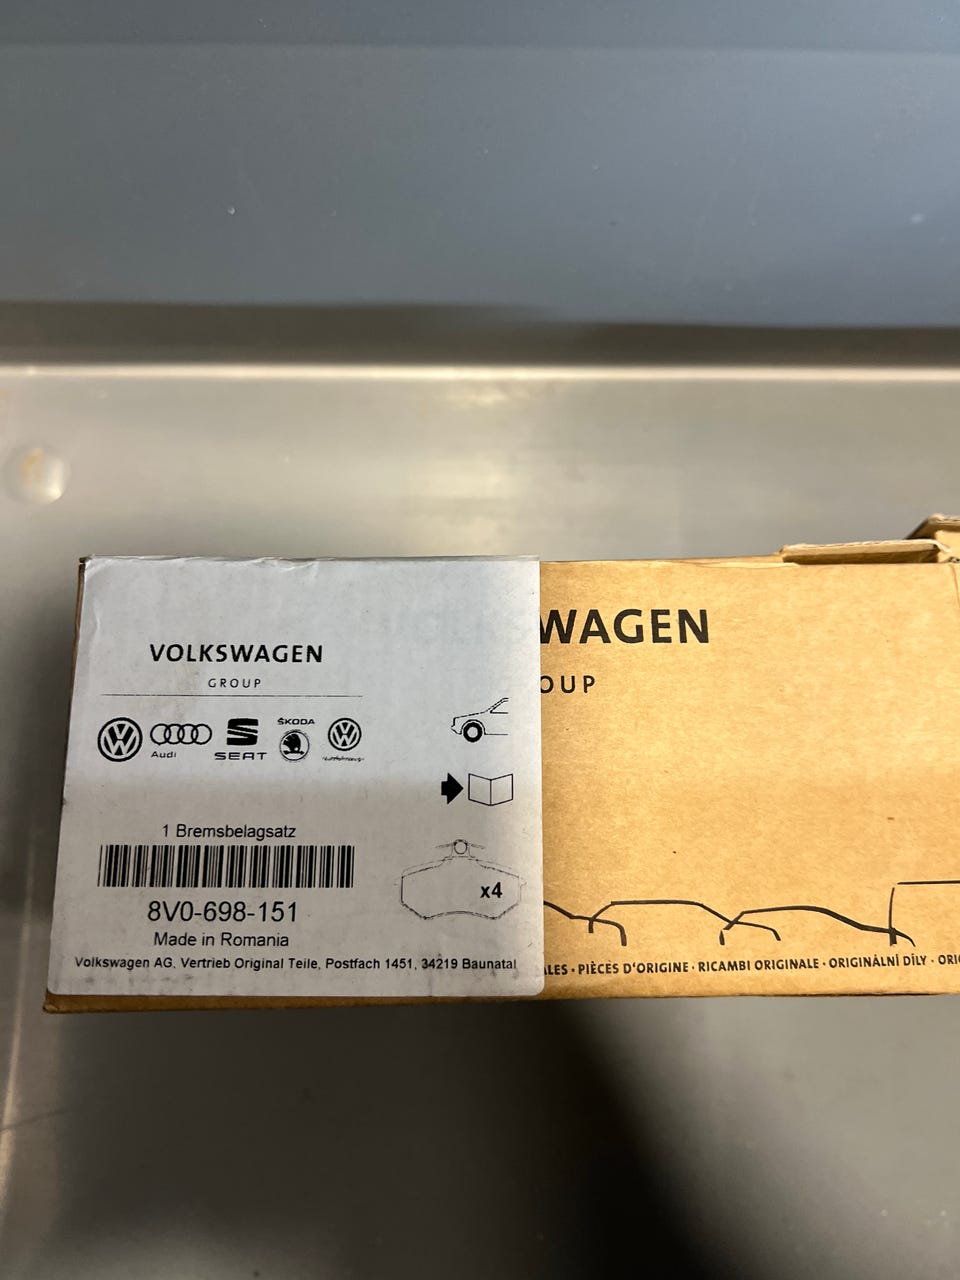 VOLKSWAGEN
GROUP
Audi
SEAT
ŠKODA
1 Bremsbelagsatz
x4
8V0-698-151
Made in Romania
Volkswagen AG, Vertrieb Original Teile, Postfach 1451, 34219 Baunatal
WAGEN
OUP
ALES · PIÈCES D'ORIGINE · RICAMBI ORIGINALE · ORIGINÁLNÍ DÍLY · ORIG